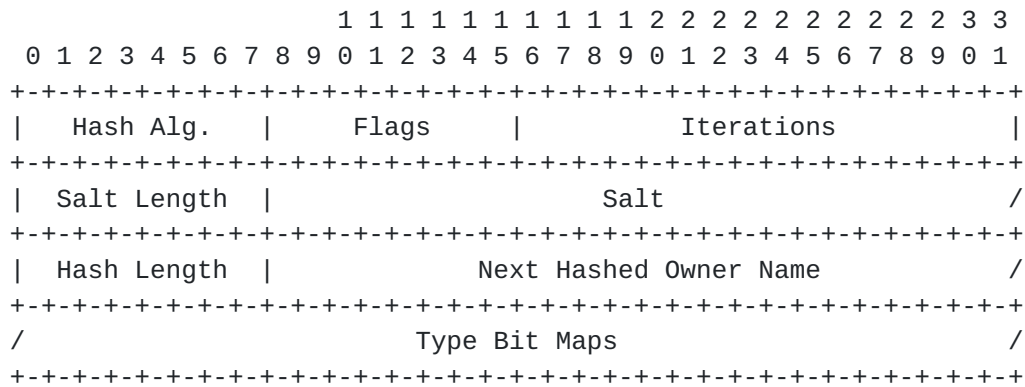 1 1 1 1 1 1 1 1 1 1 2 2 2 2 2 2 2 2 2 2 3 3
 0 1 2 3 4 5 6 7 8 9 0 1 2 3 4 5 6 7 8 9 0 1 2 3 4 5 6 7 8 9 0 1
+-+-+-+-+-+-+-+-+-+-+-+-+-+-+-+-+-+-+-+-+-+-+-+-+-+-+-+-+-+-+-+-+
|   Hash Alg.   |     Flags     |          Iterations           |
+-+-+-+-+-+-+-+-+-+-+-+-+-+-+-+-+-+-+-+-+-+-+-+-+-+-+-+-+-+-+-+-+
|  Salt Length  |                     Salt                      /
+-+-+-+-+-+-+-+-+-+-+-+-+-+-+-+-+-+-+-+-+-+-+-+-+-+-+-+-+-+-+-+-+
|  Hash Length  |             Next Hashed Owner Name            /
+-+-+-+-+-+-+-+-+-+-+-+-+-+-+-+-+-+-+-+-+-+-+-+-+-+-+-+-+-+-+-+-+
/                         Type Bit Maps                         /
+-+-+-+-+-+-+-+-+-+-+-+-+-+-+-+-+-+-+-+-+-+-+-+-+-+-+-+-+-+-+-+-+